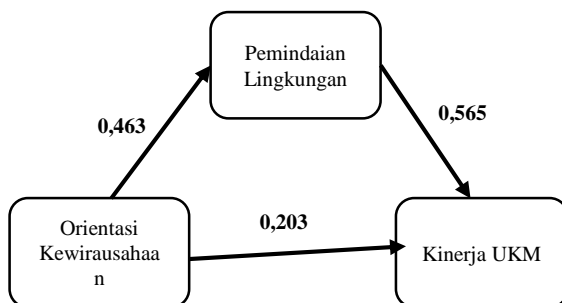 Pemindaian
Lingkungan
0,463
0,565
0,203
Orientasi
Kewirausahaa
n
Kinerja UKM